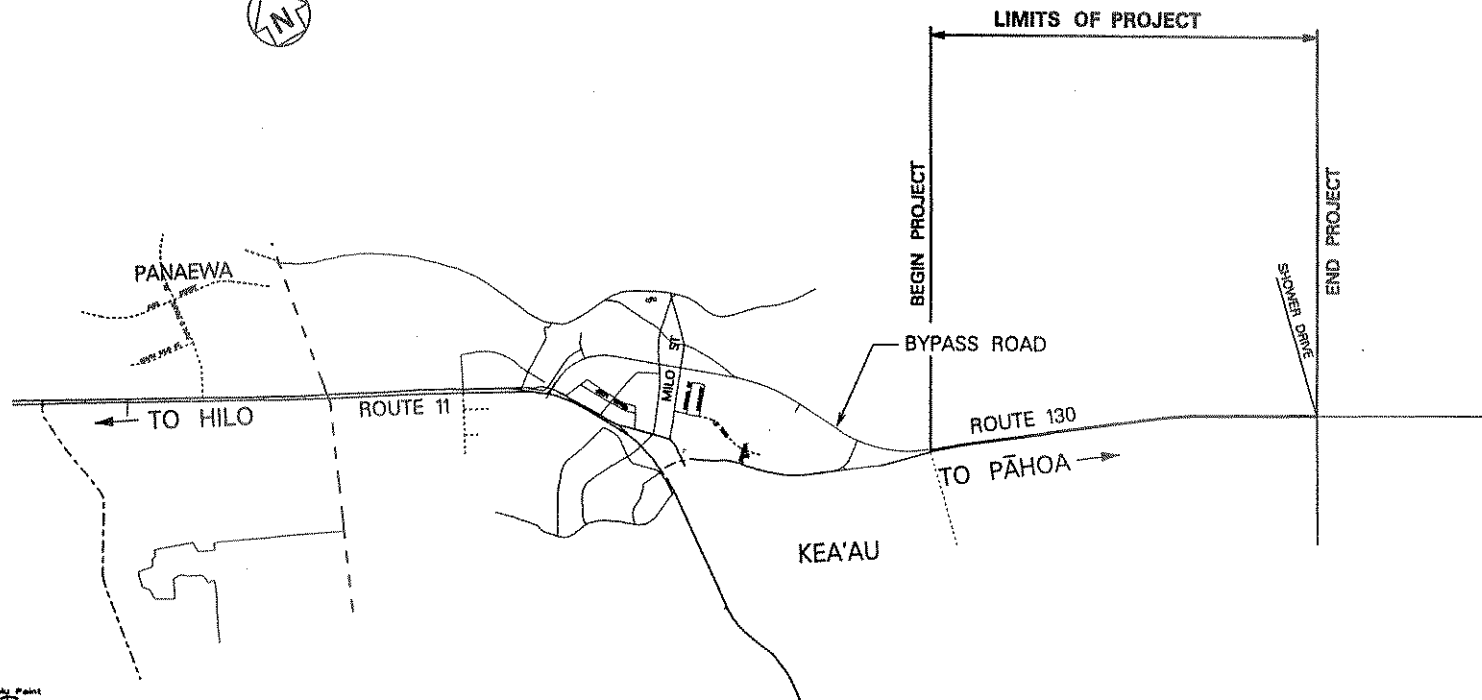 N
LIMITS OF PROJECT
BEGIN PROJECT
END PROJECT
SHOWER DRIVE
PANAEWA
BYPASS ROAD
MILO ST
ROUTE 11
TO HILO
ROUTE 130
TO PĀHOA
KEA'AU
Point